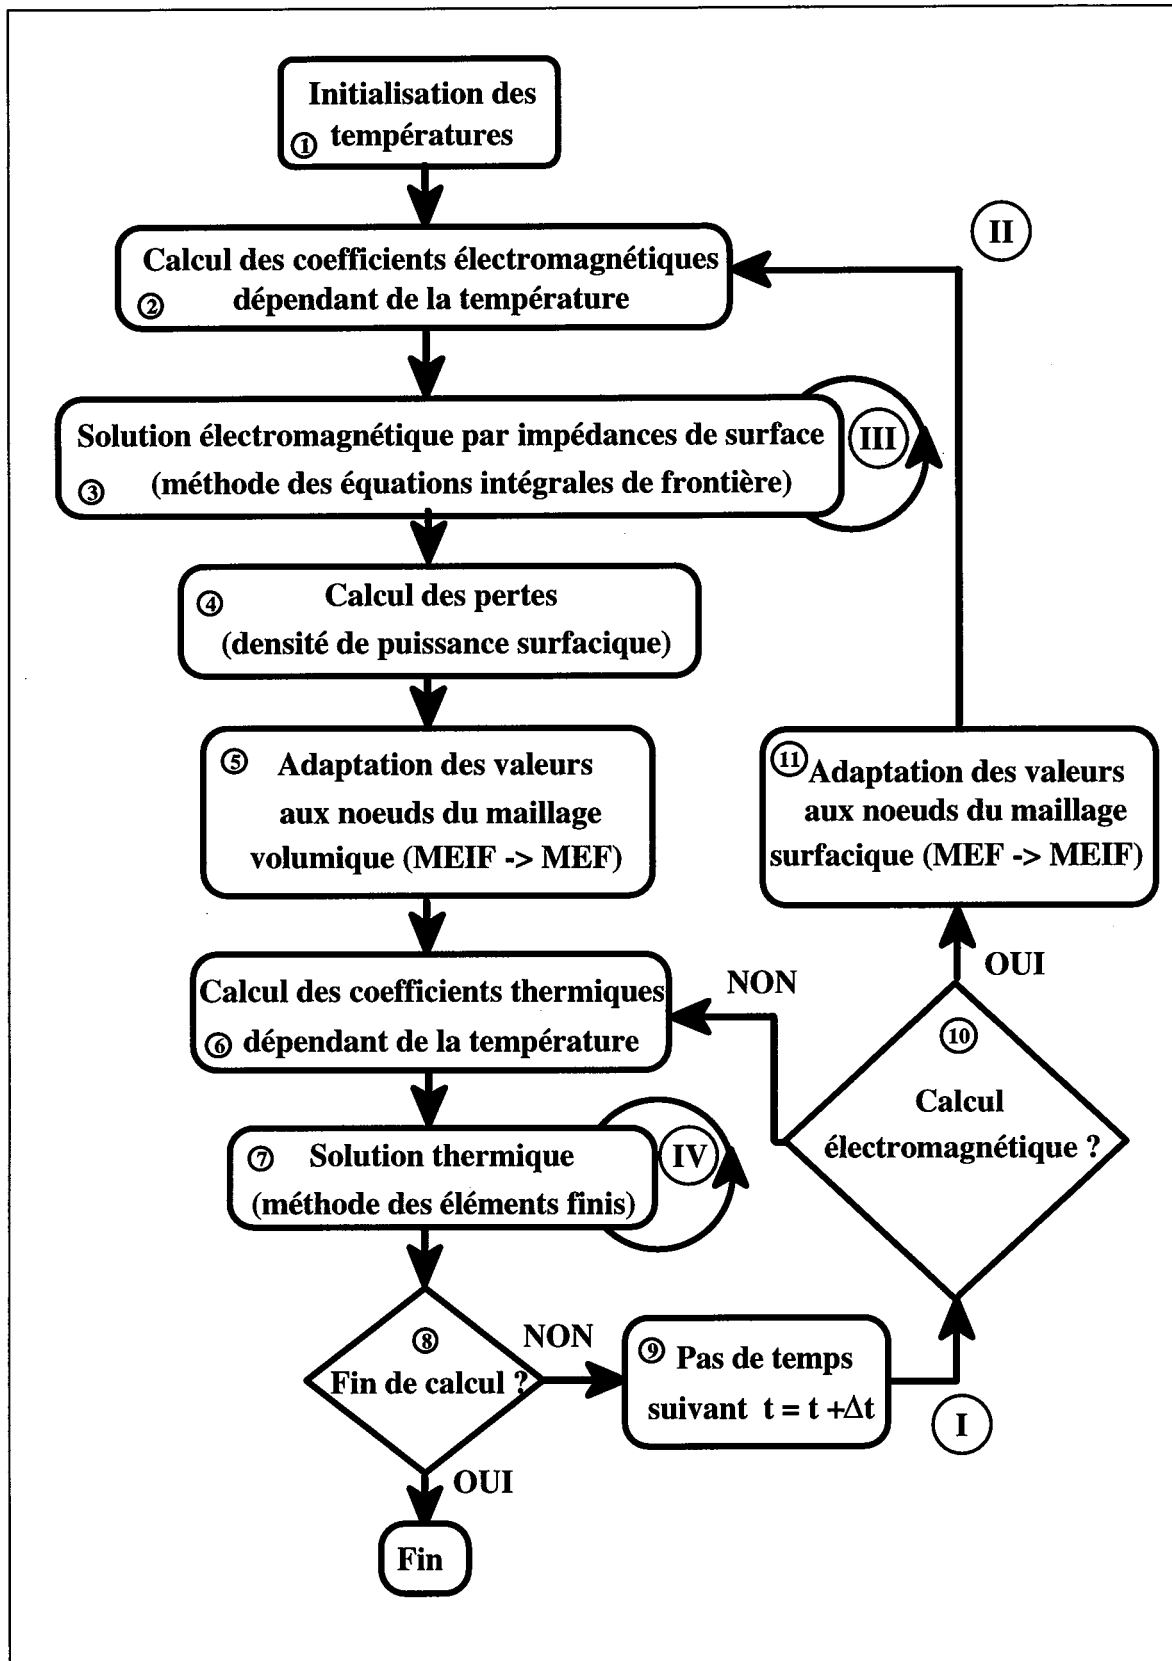 Initialisation des
① températures
II
Calcul des coefficients électromagnétiques
② dépendant de la température
Solution électromagnétique par impédances de surface
III
③ (méthode des équations intégrales de frontière)
④ Calcul des pertes
(densité de puissance surfacique)
⑤ Adaptation des valeurs
aux noeuds du maillage
volumique (MEIF -> MEF)
⑪ Adaptation des valeurs
aux noeuds du maillage
surfacique (MEF -> MEIF)
OUI
NON
Calcul des coefficients thermiques
⑥ dépendant de la température
⑩
Calcul
électromagnétique ?
⑦ Solution thermique
(méthode des éléments finis)
IV
⑧
Fin de calcul ?
NON
⑨ Pas de temps
suivant t = t +Δt
I
OUI
Fin